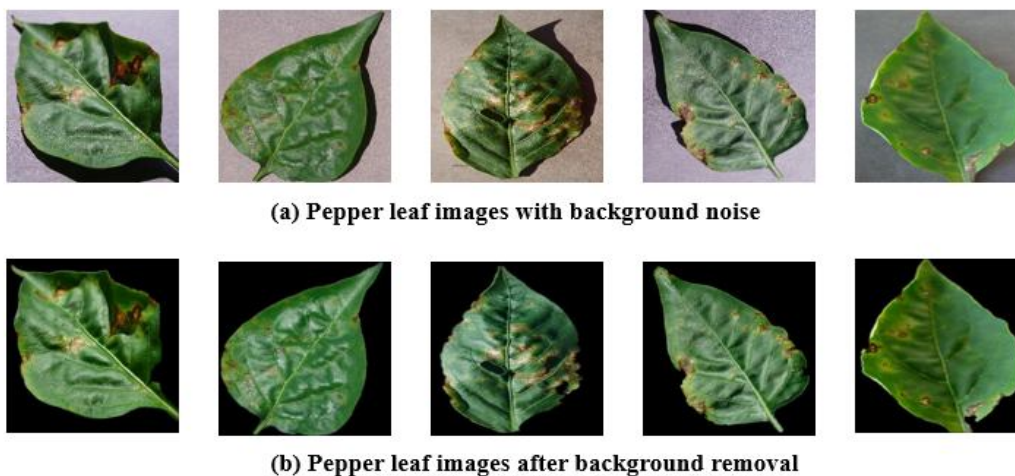 (a) Pepper leaf images with background noise
(b) Pepper leaf images after background removal